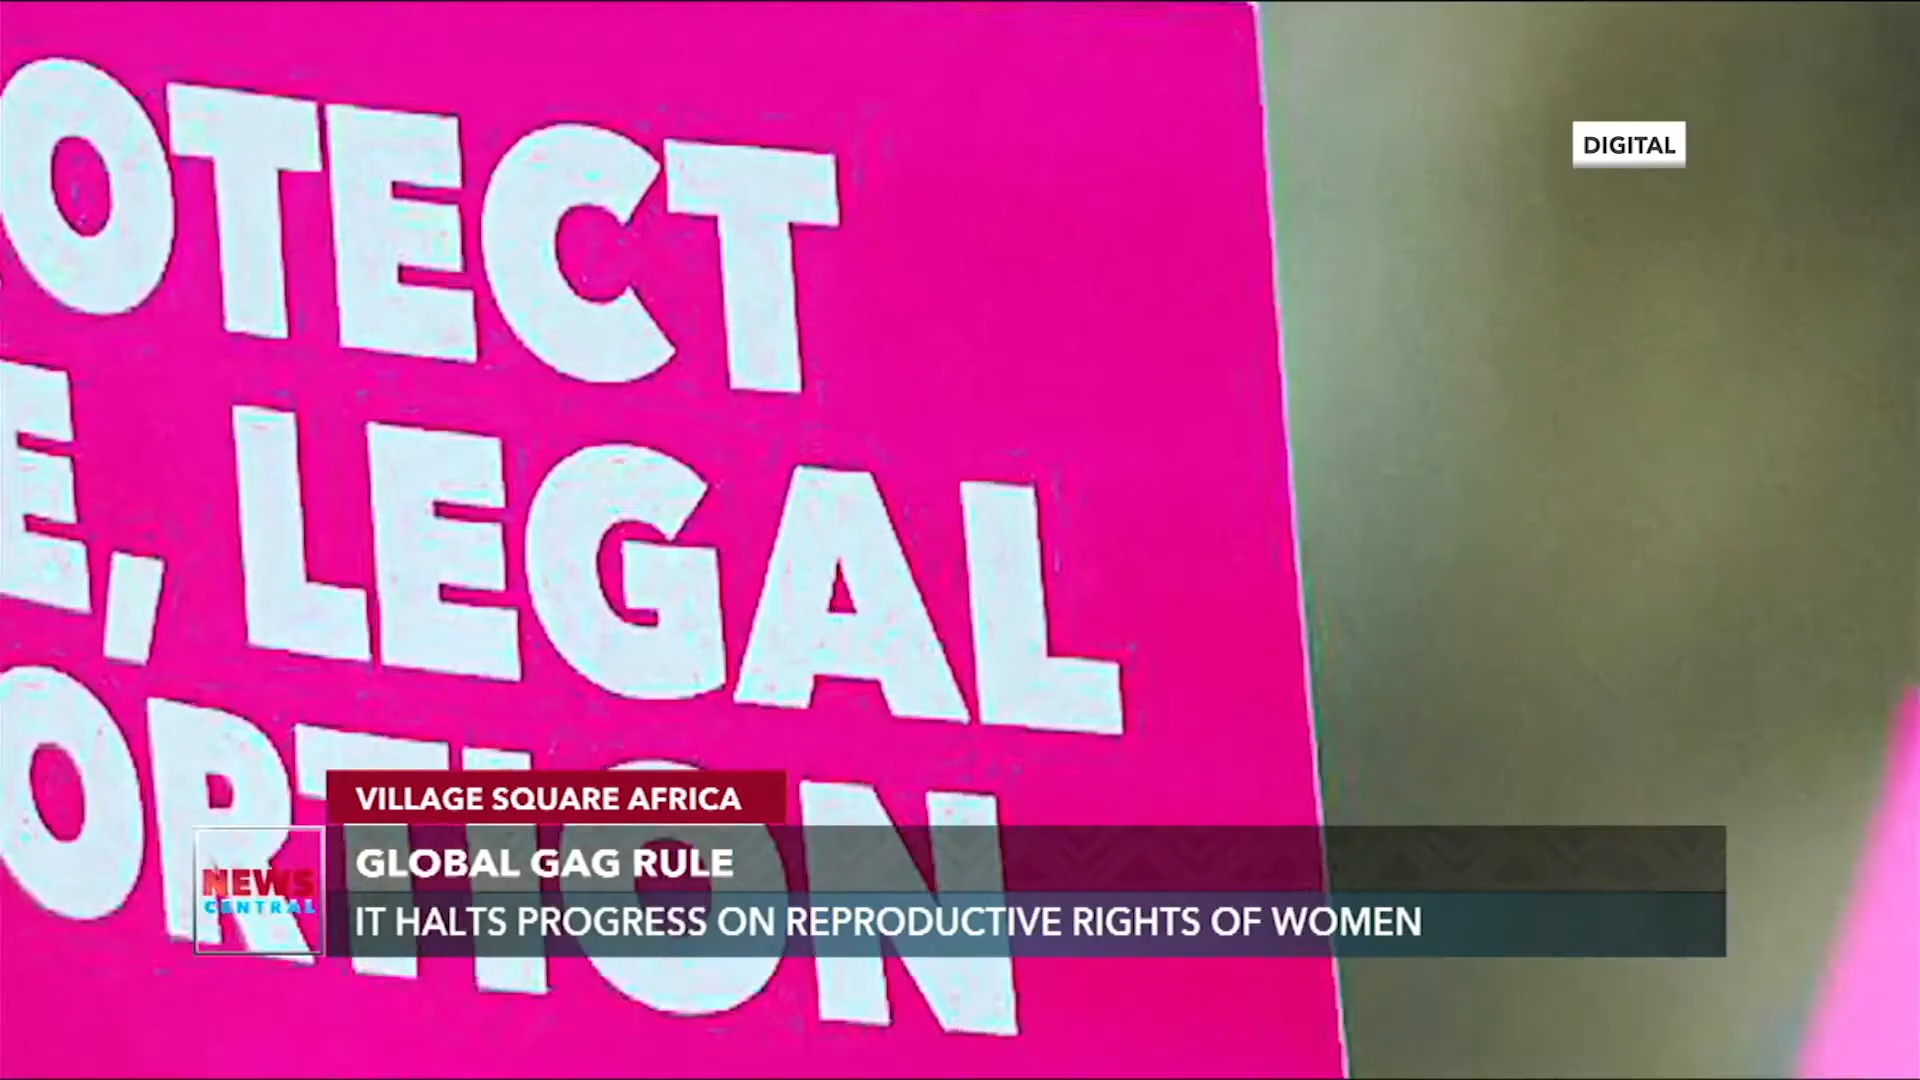 OTECT
E, LEGAL
ORTION
DIGITAL
VILLAGE SQUARE AFRICA
GLOBAL GAG RULE
IT HALTS PROGRESS ON REPRODUCTIVE RIGHTS OF WOMEN
NEWS
CENTRAL